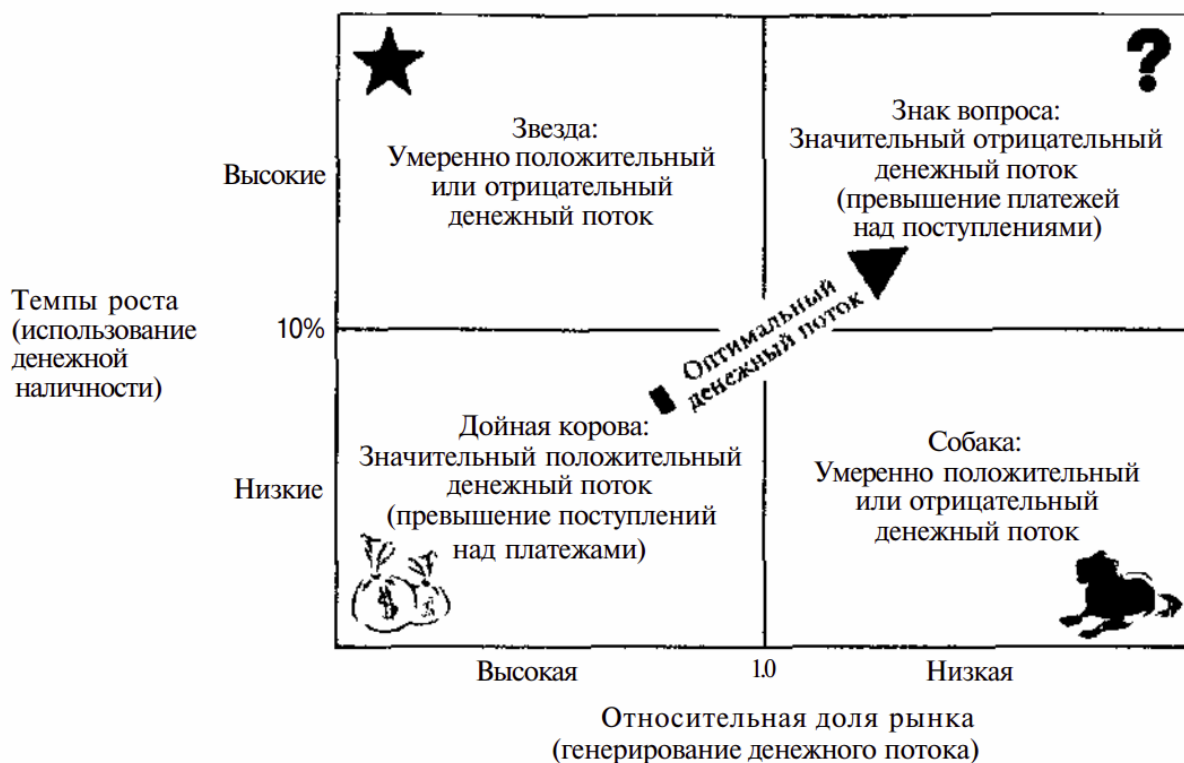 Звезда:
Умеренно положительный
или отрицательный
денежный поток
?
Знак вопроса:
Значительный отрицательный
денежный поток
(превышение платежей
над поступлениями)
Высокие
Темпы роста
(использование
денежной
наличности)
10%
Оптимальный
денежный поток
Низкие
Дойная корова:
Значительный положительный
денежный поток
(превышение поступлений
над платежами)
$
$
Собака:
Умеренно положительный
или отрицательный
денежный поток
Высокая
1.0
Низкая
Относительная доля рынка
(генерирование денежного потока)